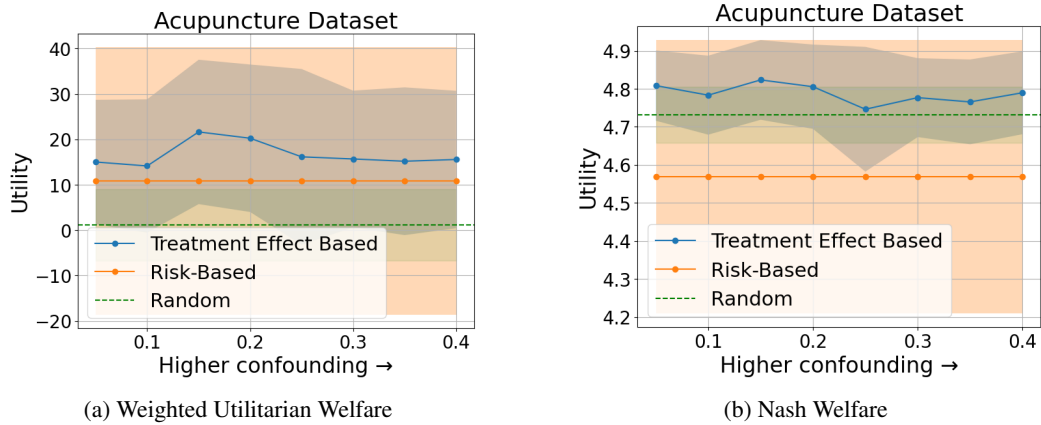 Acupuncture Dataset
40
30
20
10
0
−10
−20
Utility
Treatment Effect Based
Risk-Based
Random
0.1
0.2
0.3
0.4
Higher confounding →
(a) Weighted Utilitarian Welfare
Acupuncture Dataset
4.9
4.8
4.7
4.6
4.5
4.4
4.3
4.2
Utility
Treatment Effect Based
Risk-Based
Random
0.1
0.2
0.3
0.4
Higher confounding →
(b) Nash Welfare